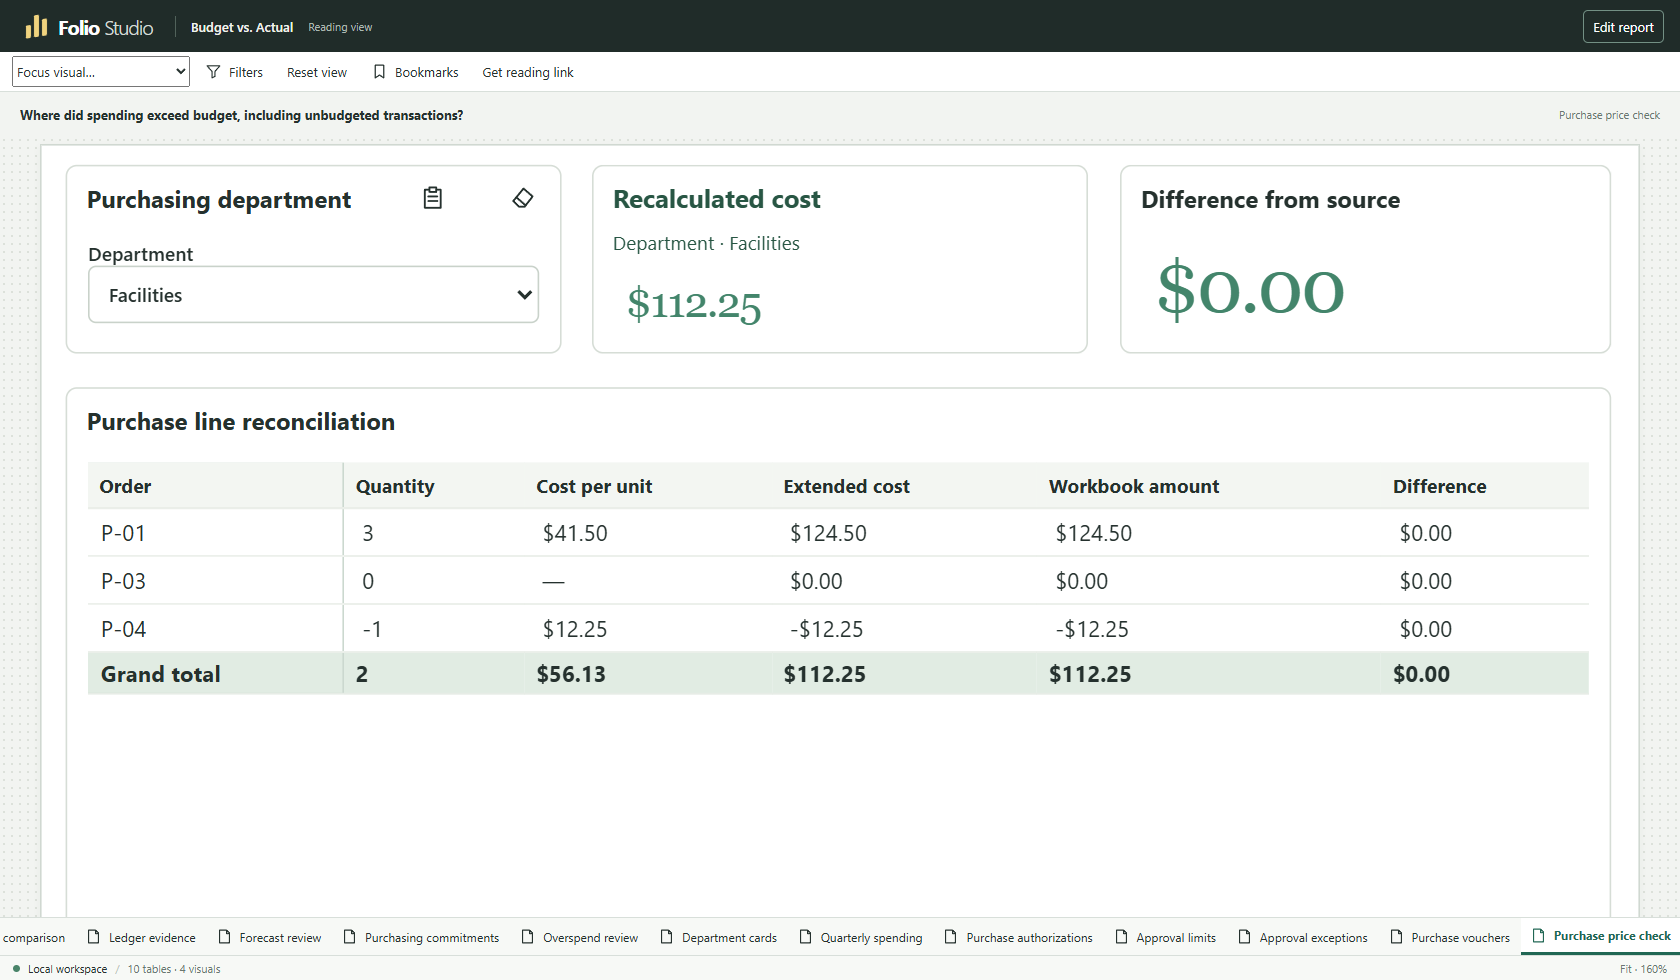 Folio Studio Budget vs. Actual Reading view Edit report
Focus visual... Filters Reset view Bookmarks Get reading link
Where did spending exceed budget, including unbudgeted transactions? Purchase price check
Purchasing department
Department
Facilities
Recalculated cost
Department · Facilities
$112.25
Difference from source
$0.00
Purchase line reconciliation
Order Quantity Cost per unit Extended cost Workbook amount Difference
P-01 3 $41.50 $124.50 $124.50 $0.00
P-03 0 — $0.00 $0.00 $0.00
P-04 -1 $12.25 -$12.25 -$12.25 $0.00
Grand total 2 $56.13 $112.25 $112.25 $0.00
comparison Ledger evidence Forecast review Purchasing commitments Overspend review Department cards Quarterly spending Purchase authorizations Approval limits Approval exceptions Purchase vouchers Purchase price check
Local workspace / 10 tables · 4 visuals Fit · 160%